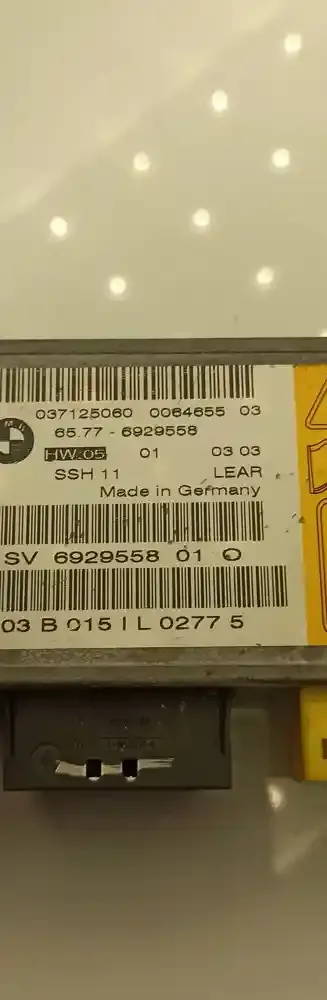 037125060 0064655 03
65.77 - 6929558
HW:05 01 03 03
SSH 11 LEAR
Made in Germany
SV 6929558 01 O
03 B 015 I L 0277 5